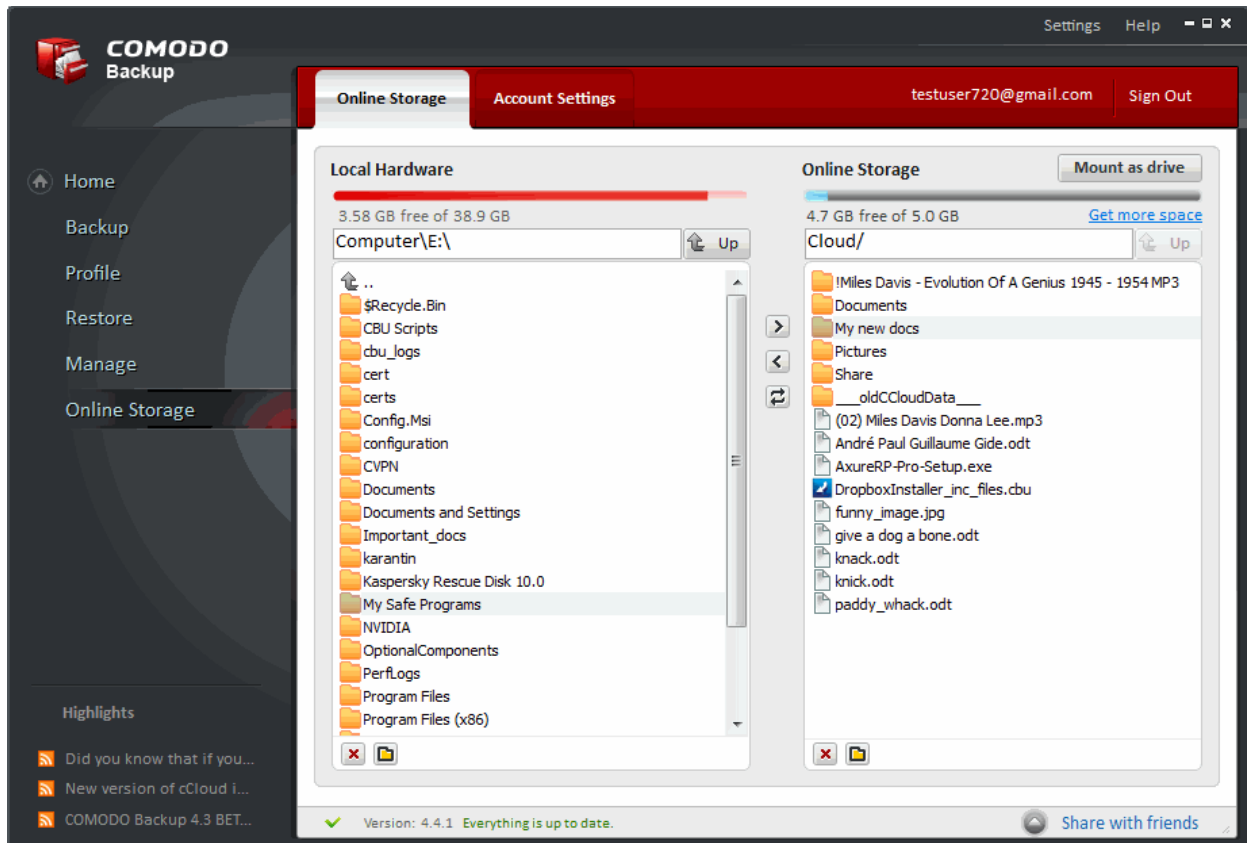 Settings Help
COMODO
Backup
Online Storage Account Settings testuser720@gmail.com Sign Out
Home
Backup
Profile
Restore
Manage
Online Storage
Local Hardware
3.58 GB free of 38.9 GB
Computer\E:\ Up
..
$Recycle.Bin
CBU Scripts
cbu_logs
cert
certs
Config.Msi
configuration
CVPN
Documents
Documents and Settings
Important_docs
karantin
Kaspersky Rescue Disk 10.0
My Safe Programs
NVIDIA
OptionalComponents
PerfLogs
Program Files
Program Files (x86)
Online Storage Mount as drive
4.7 GB free of 5.0 GB Get more space
Cloud/ Up
!Miles Davis - Evolution Of A Genius 1945 - 1954 MP3
Documents
My new docs
Pictures
Share
___oldCCloudData___
(02) Miles Davis Donna Lee.mp3
André Paul Guillaume Gide.odt
AxureRP-Pro-Setup.exe
DropboxInstaller_inc_files.cbu
funny_image.jpg
give a dog a bone.odt
knack.odt
knick.odt
paddy_whack.odt
Highlights
Did you know that if you...
New version of cCloud i...
COMODO Backup 4.3 BET...
Version: 4.4.1 Everything is up to date.
Share with friends